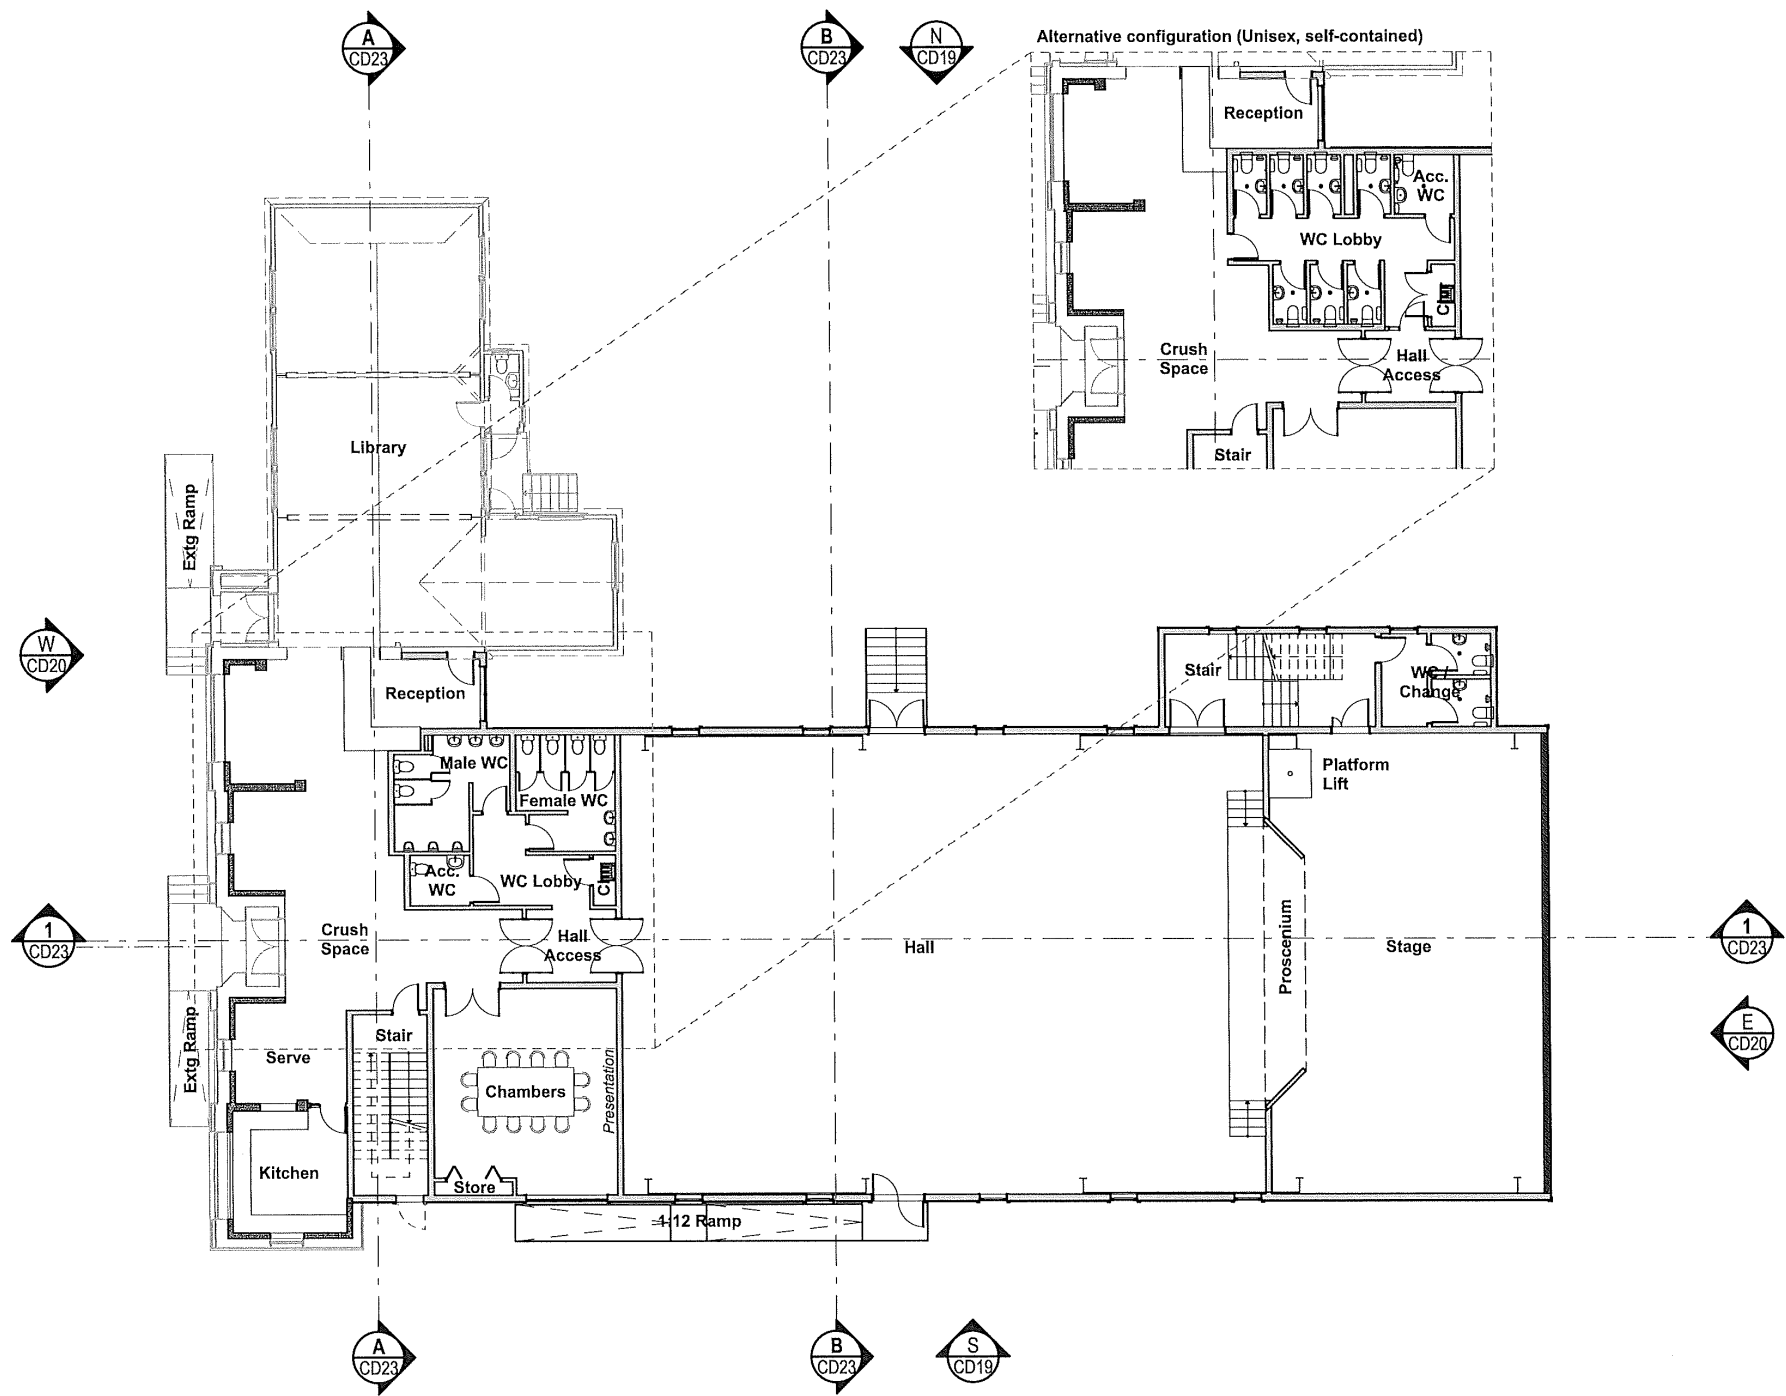 A
CD23
B
CD23
N
CD19
Alternative configuration (Unisex, self-contained)
Reception
Acc.
WC
WC Lobby
Crush
Space
Hall
Access
Stair
Library
Extg Ramp
W
CD20
Reception
Stair
WC /
Change
Male WC
Female WC
Platform
Lift
Acc.
WC
WC Lobby
1
CD23
Crush
Space
Hall
Access
Hall
Proscenium
Stage
1
CD23
Extg Ramp
Serve
Stair
Chambers
Presentation
E
CD20
Kitchen
Store
1:12 Ramp
A
CD23
B
CD23
S
CD19